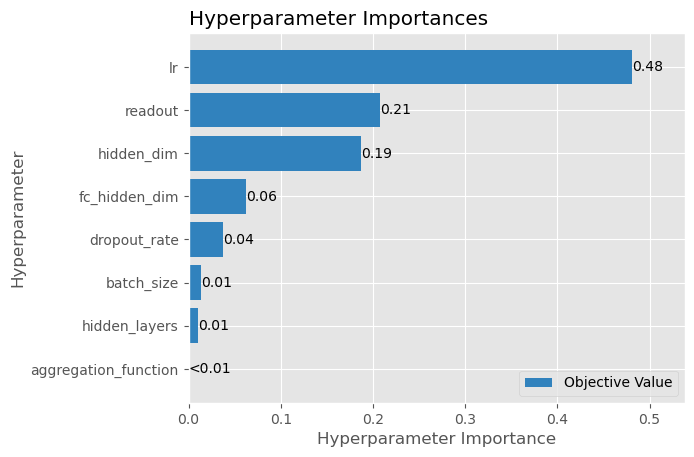 Hyperparameter Importances
Hyperparameter
lr
0.48
readout
0.21
hidden_dim
0.19
fc_hidden_dim
0.06
dropout_rate
0.04
batch_size
0.01
hidden_layers
0.01
aggregation_function
<0.01
Objective Value
0.0 0.1 0.2 0.3 0.4 0.5
Hyperparameter Importance